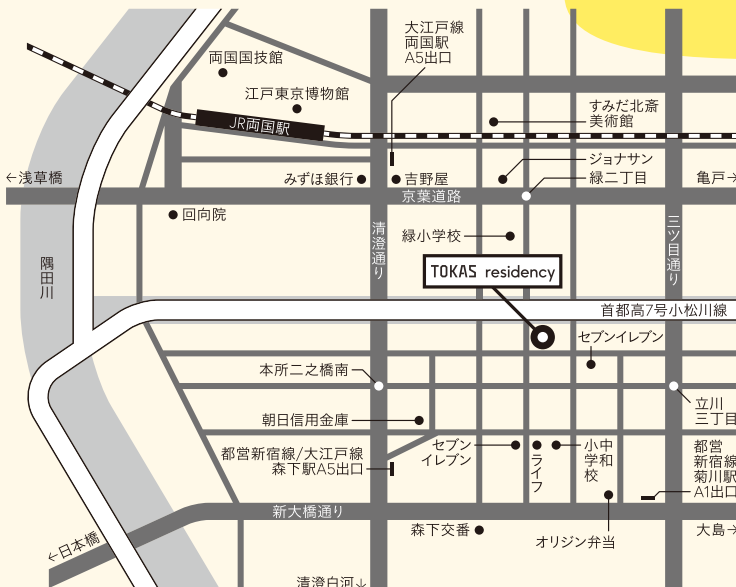 大江戸線
両国駅
A5出口
両国国技館
江戸東京博物館
すみだ北斎
美術館
JR両国駅
ジョナサン
←浅草橋
みずほ銀行
吉野屋
緑二丁目
亀戸→
京葉道路
回向院
清澄通り
三ツ目通り
緑小学校
隅田川
TOKAS residency
首都高7号小松川線
セブンイレブン
本所二之橋南
立川
三丁目
朝日信用金庫
都営新宿線/大江戸線
森下駅A5出口
セブン
イレブン
ライフ
小中
学和
校
都営
新宿線
菊川駅
A1出口
新大橋通り
←日本橋
森下交番
オリジン弁当
大島→
清澄白河↓